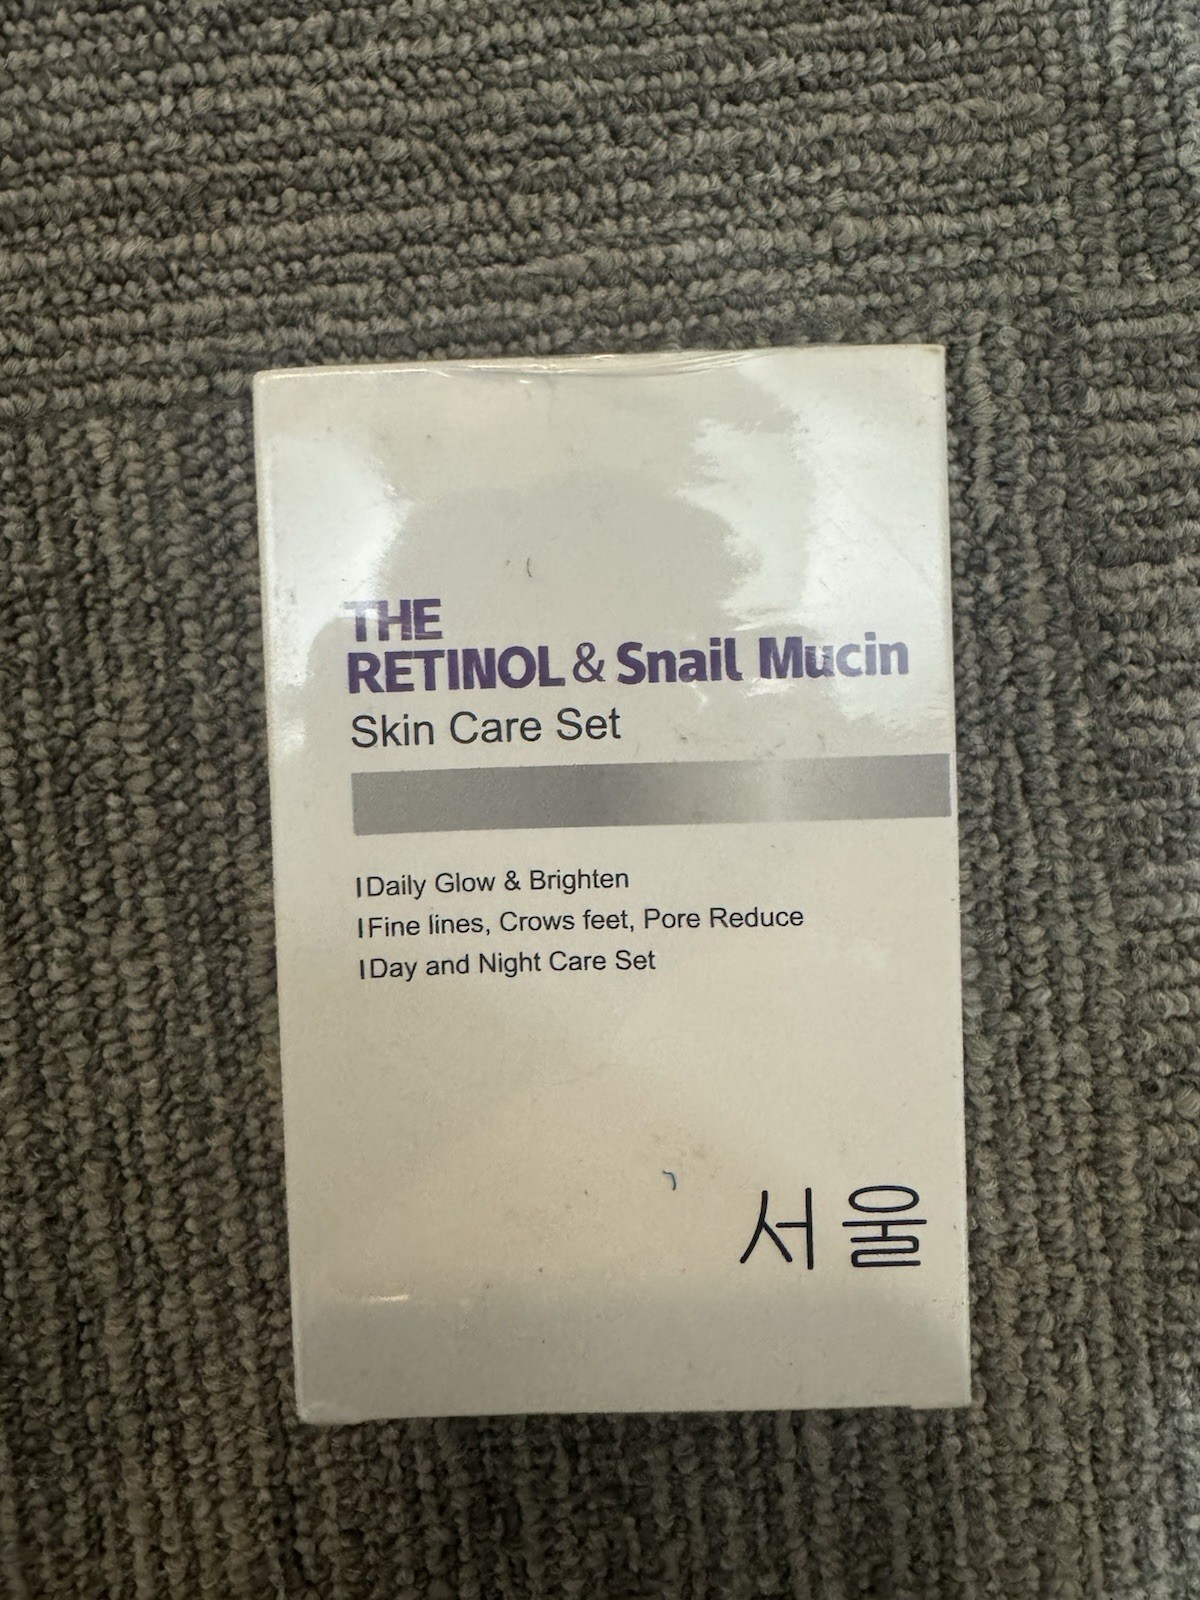 THE
RETINOL & Snail Mucin
Skin Care Set
| Daily Glow & Brighten
| Fine lines, Crows feet, Pore Reduce
| Day and Night Care Set
서울